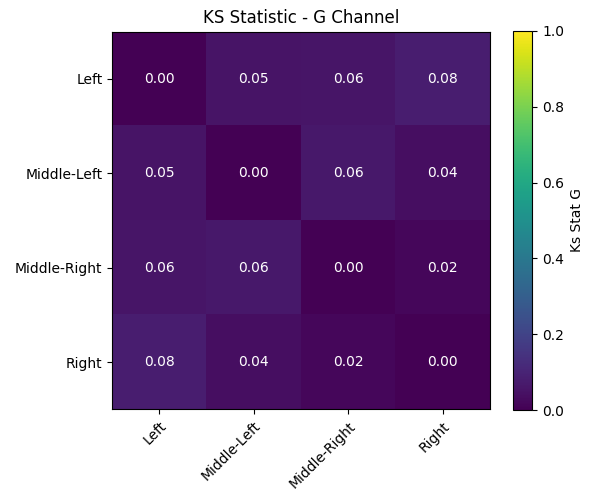 KS Statistic - G Channel
Left 0.00 0.05 0.06 0.08
Middle-Left 0.05 0.00 0.06 0.04
Middle-Right 0.06 0.06 0.00 0.02
Right 0.08 0.04 0.02 0.00
Left Middle-Left Middle-Right Right
1.0
0.8
0.6
0.4
0.2
0.0
Ks Stat G